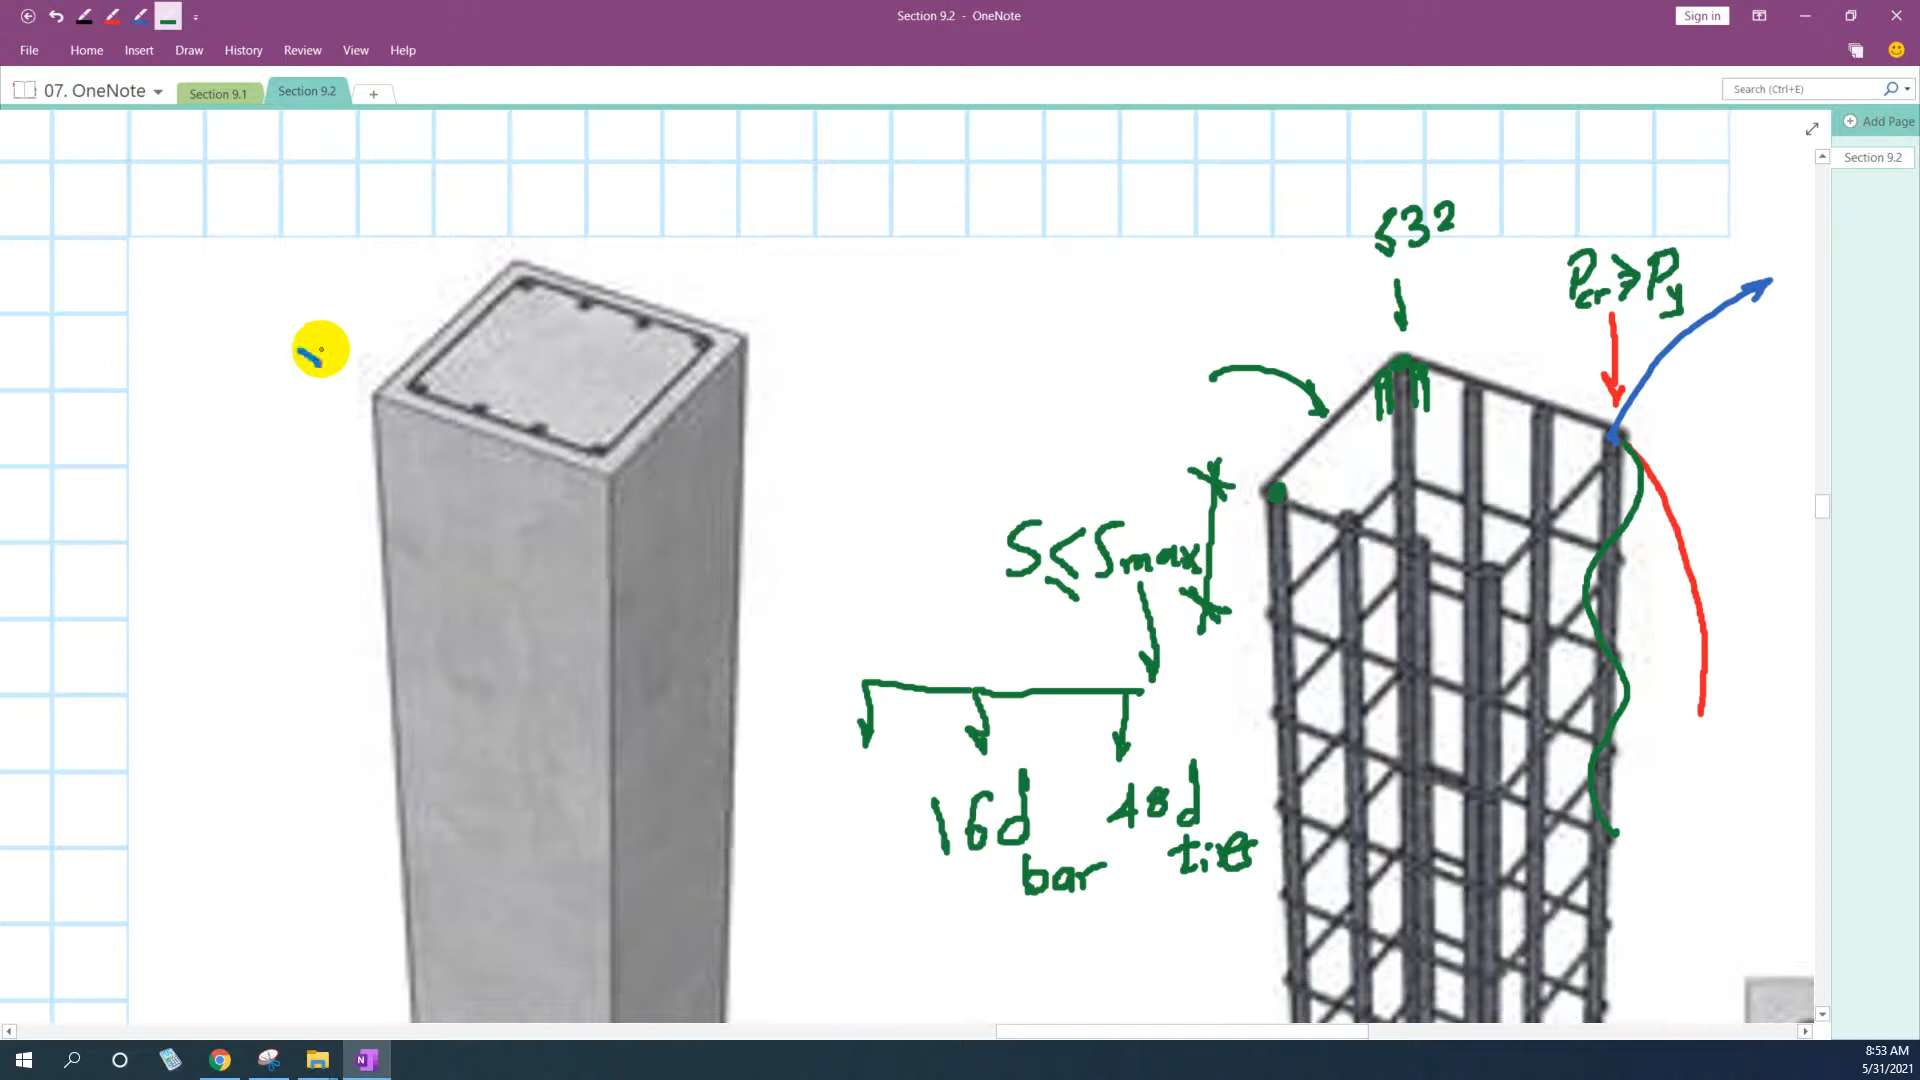 Section 9.2 - OneNote
Sign in
File Home Insert Draw History Review View Help
07. OneNote Section 9.1 Section 9.2 +
Search (Ctrl+E)
Add Page
Section 9.2
Pcr ≥ Py
S ≤ Smax
16d bar
48d ties
8:53 AM
5/31/2021